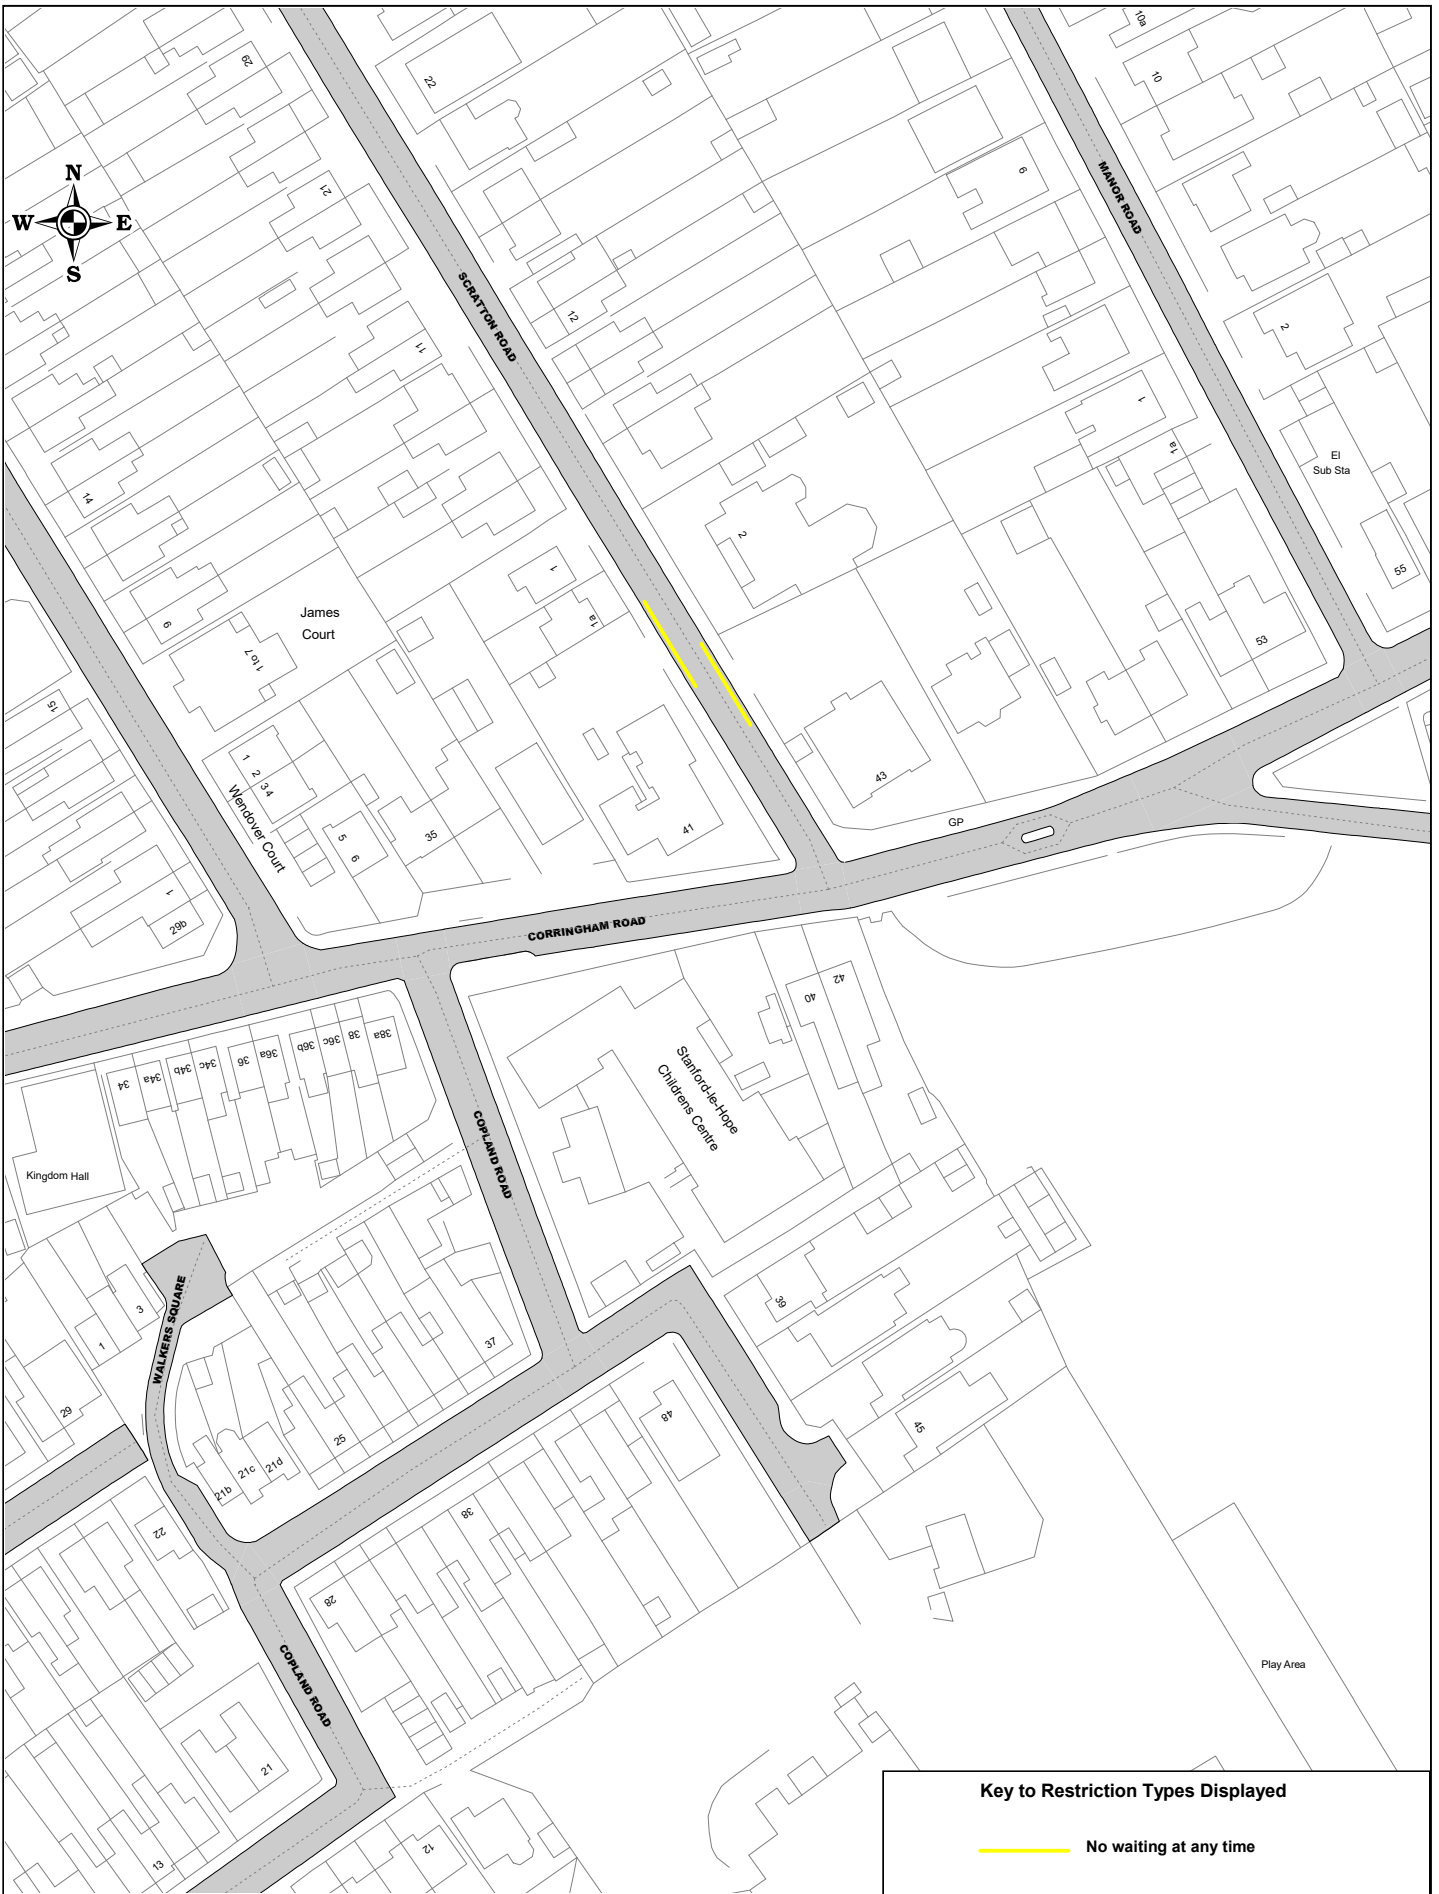 10a
29
22
10
N
W E
S
21
9
MANOR ROAD
SCRATTON ROAD
12
2
11
1
1a
El
Sub Sta
14
2
55
1
1a
James
Court
9
1 to 7
53
15
1
2
3 4
Wendover Court
5
6
35
41
43
GP
1
29b
CORRINGHAM ROAD
40
42
34
34a
34b
34c
36
36a
36b
36c
38
38a
Stanford-le-Hope
Childrens Centre
COPLAND ROAD
Kingdom Hall
WALKERS SQUARE
3
1
29
39
37
25
48
45
21b
21c
21d
22
38
28
COPLAND ROAD
Play Area
21
13
12
Key to Restriction Types Displayed
No waiting at any time